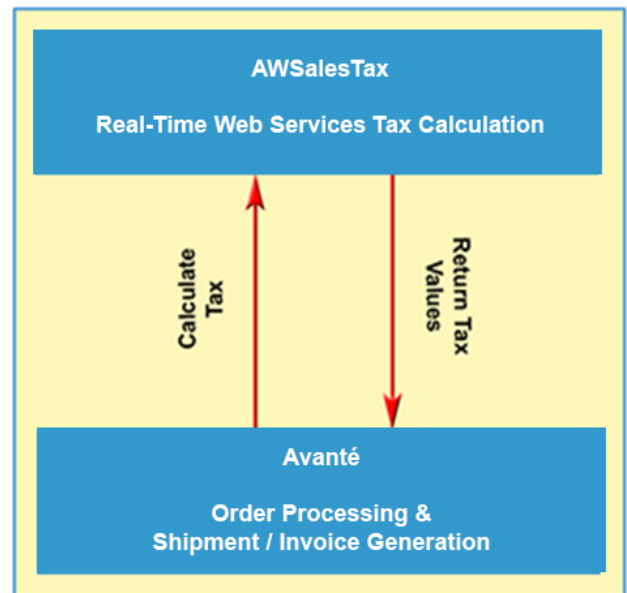 AWSalesTax
Real-Time Web Services Tax Calculation
Calculate
Tax
Return Tax
Values
Avanté
Order Processing &
Shipment / Invoice Generation